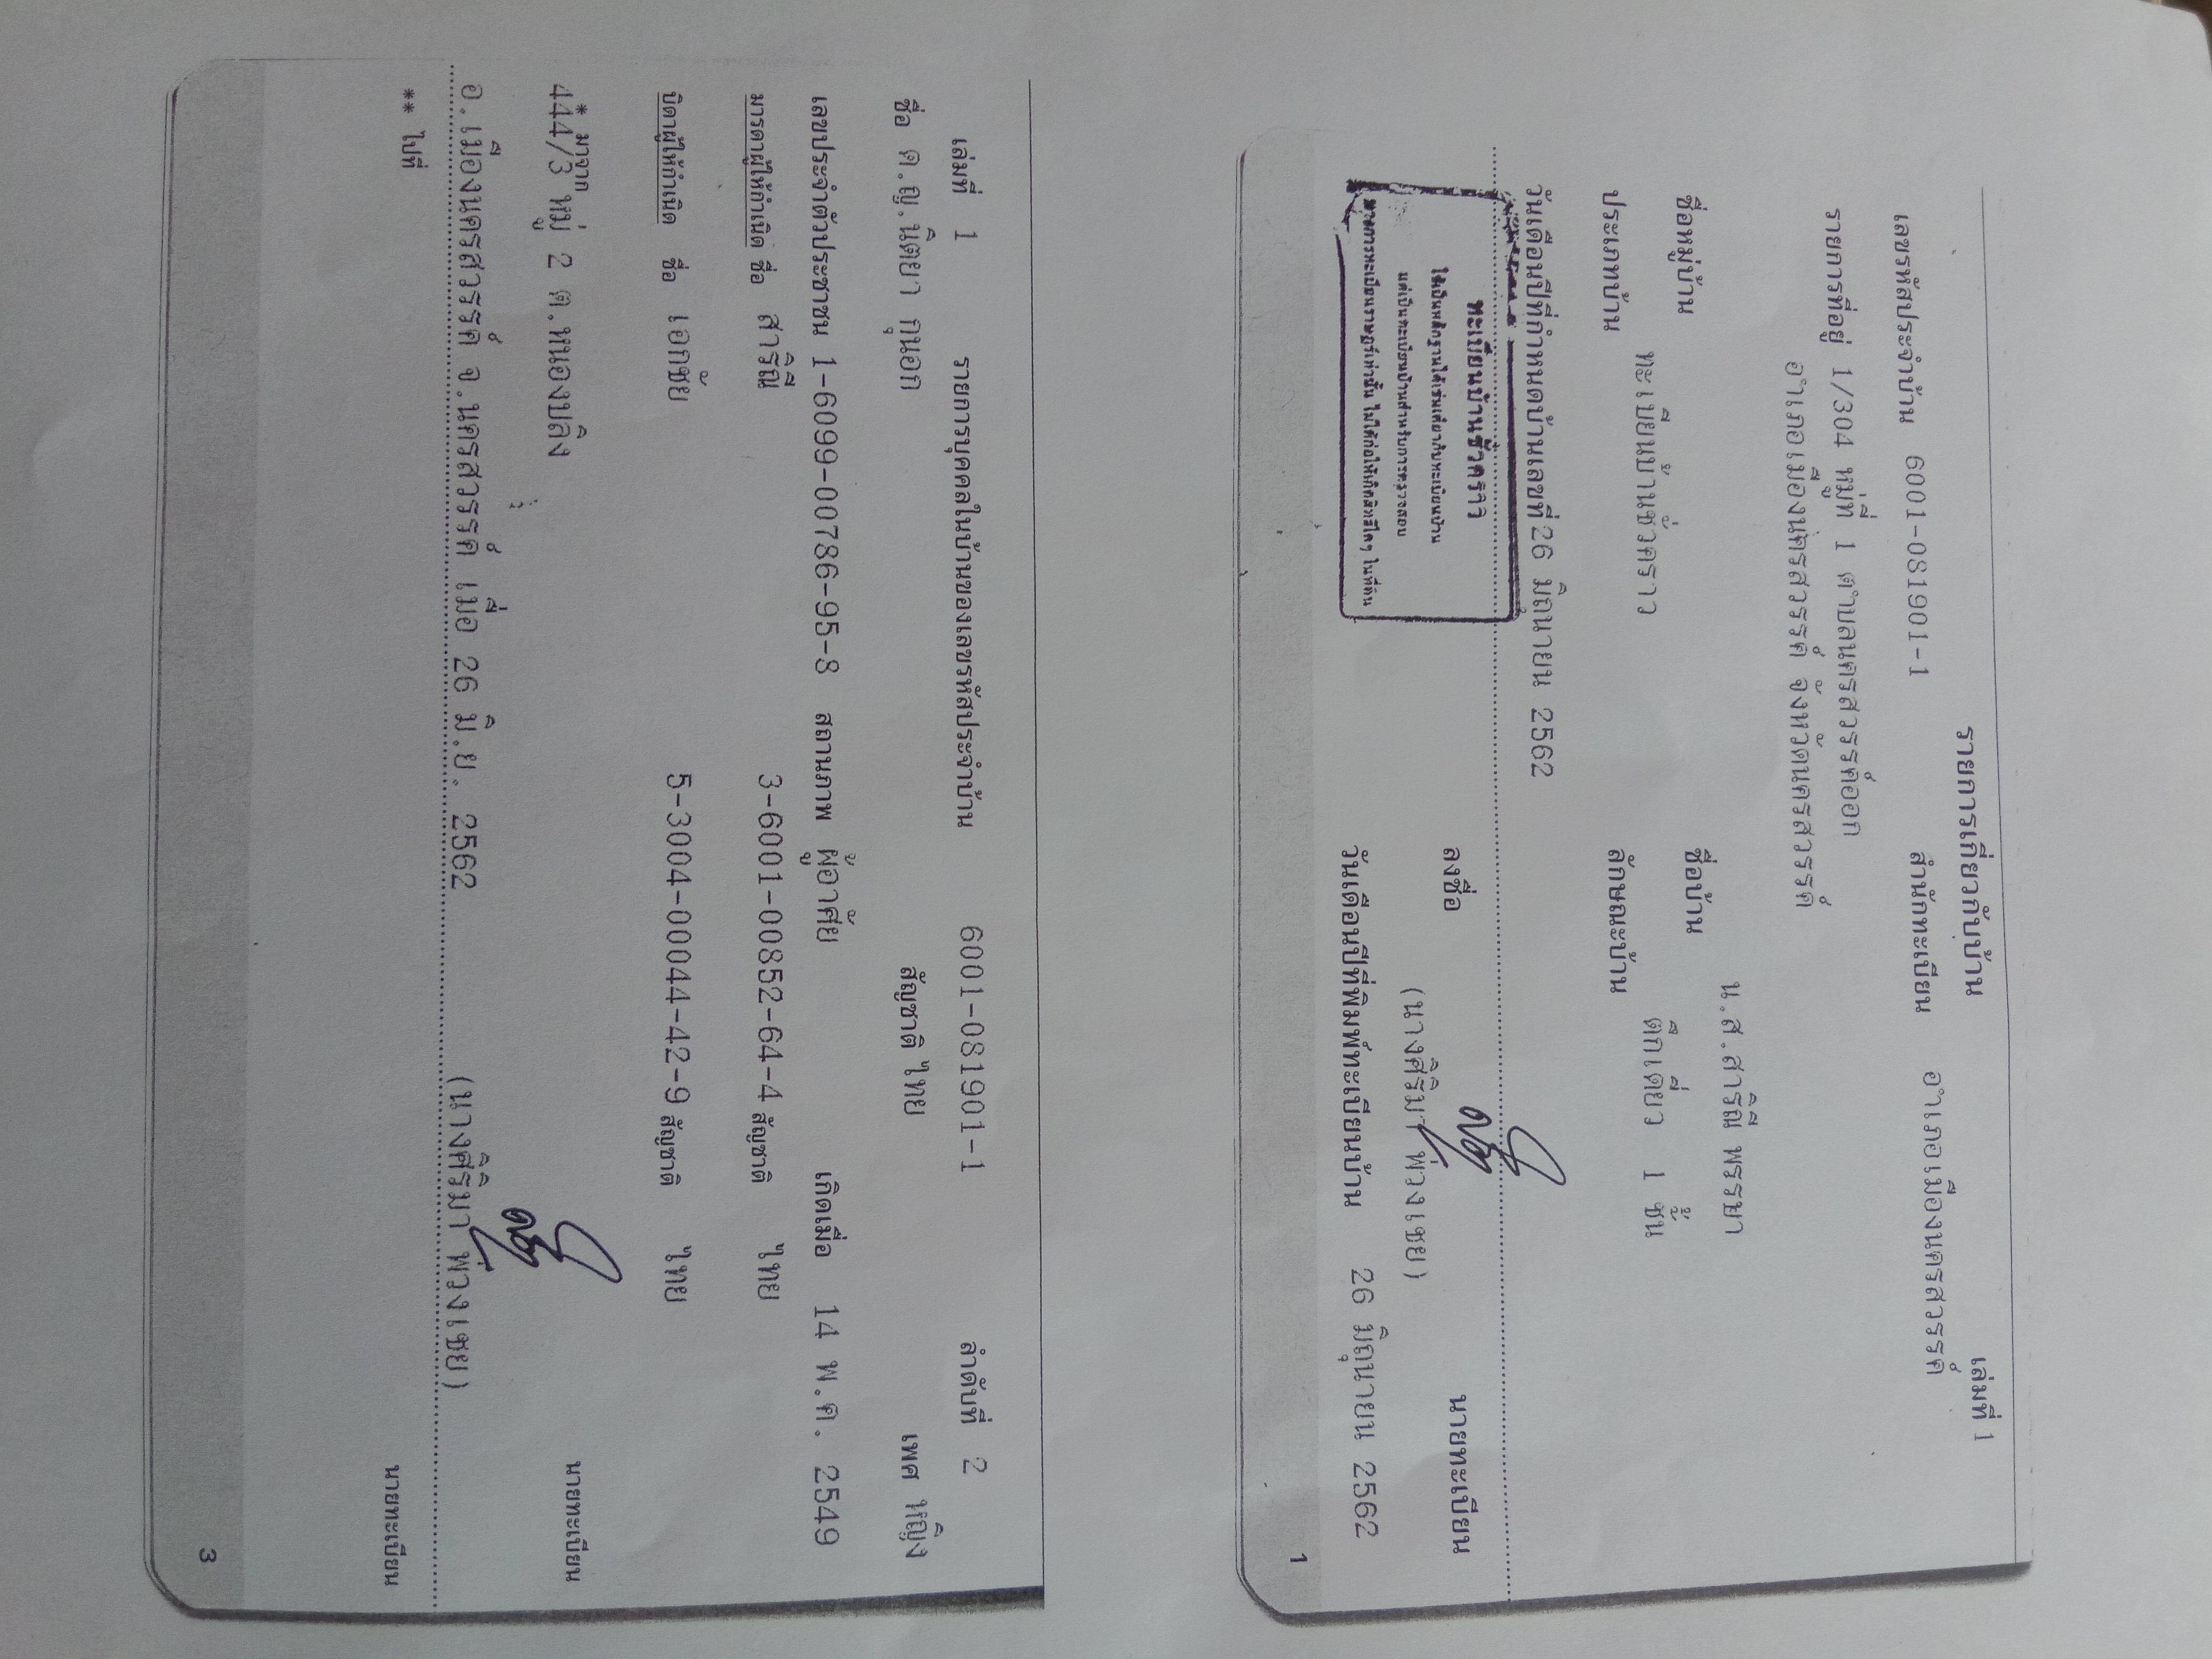 รายการเกี่ยวกับบ้าน เล่มที่ 1
เลขรหัสประจำบ้าน 6001-081901-1 สำนักทะเบียน อำเภอเมืองนครสวรรค์
รายการที่อยู่ 1/304 หมู่ที่ 1 ตำบลนครสวรรค์ออก
อำเภอเมืองนครสวรรค์ จังหวัดนครสวรรค์
ชื่อหมู่บ้าน ชื่อบ้าน น.ส.สาริณี พรรษา
ประเภทบ้าน ทะเบียนบ้านชั่วคราว ลักษณะบ้าน ตึกเดี่ยว 1 ชั้น
วันเดือนปีที่กำหนดบ้านเลขที่ 26 มิถุนายน 2562
ทะเบียนบ้านชั่วคราว
ใช้เป็นหลักฐานได้เช่นเดียวกับทะเบียนบ้าน
แต่เป็นทะเบียนบ้านสำหรับการตรวจสอบ
ทางการทะเบียนราษฎรเท่านั้น ไม่ได้ก่อให้เกิดสิทธิใดๆ ในที่ดิน
ลงชื่อ นายทะเบียน
(นางศิริมา พ่วงเชย)
วันเดือนปีที่พิมพ์ทะเบียนบ้าน 26 มิถุนายน 2562
1
เล่มที่ 1 รายการบุคคลในบ้านของเลขรหัสประจำบ้าน 6001-081901-1 ลำดับที่ 2
ชื่อ ด.ญ.นิตยา กุนอก สัญชาติ ไทย เพศ หญิง
เลขประจำตัวประชาชน 1-6099-00786-95-8 สถานภาพ ผู้อาศัย เกิดเมื่อ 14 พ.ค. 2549
มารดาผู้ให้กำเนิด ชื่อ สาริณี 3-6001-00852-64-4 สัญชาติ ไทย
บิดาผู้ให้กำเนิด ชื่อ เอกชัย 5-3004-00044-42-9 สัญชาติ ไทย
* มาจาก
444/3 หมู่ 2 ต.หนองปลิง นายทะเบียน
อ.เมืองนครสวรรค์ จ.นครสวรรค์ เมื่อ 26 มิ.ย. 2562 (นางศิริมา พ่วงเชย)
** ไปที่ นายทะเบียน
3